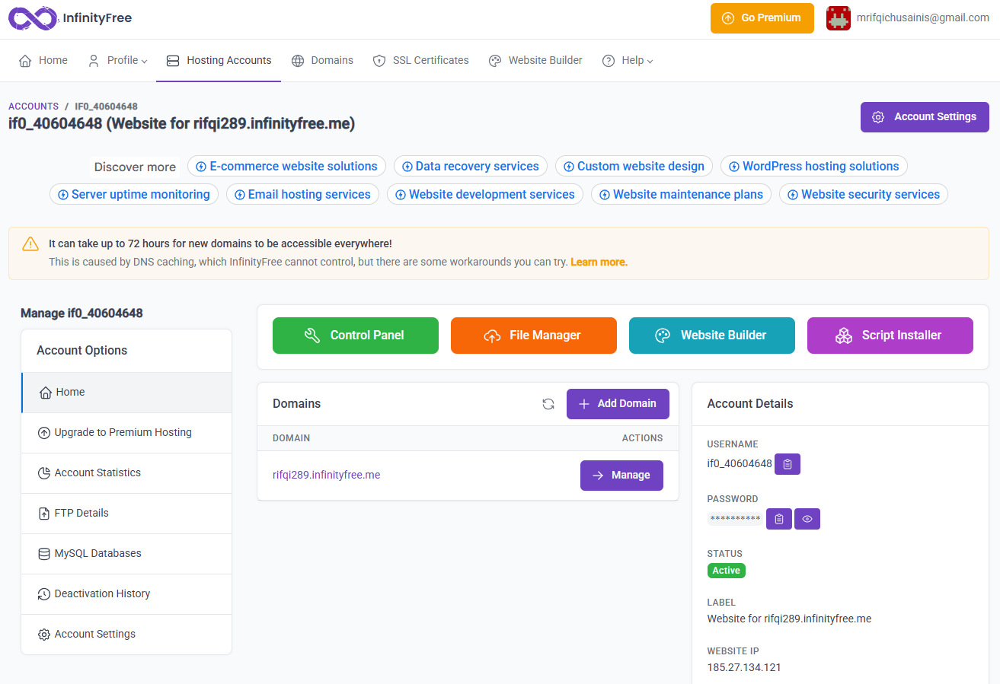 InfinityFree
Go Premium
mrifqichusainis@gmail.com
Home
Profile
Hosting Accounts
Domains
SSL Certificates
Website Builder
Help
ACCOUNTS / IF0_40604648
if0_40604648 (Website for rifqi289.infinityfree.me)
Account Settings
Discover more
E-commerce website solutions
Data recovery services
Custom website design
WordPress hosting solutions
Server uptime monitoring
Email hosting services
Website development services
Website maintenance plans
Website security services
It can take up to 72 hours for new domains to be accessible everywhere!
This is caused by DNS caching, which InfinityFree cannot control, but there are some workarounds you can try. Learn more.
Manage if0_40604648
Account Options
Home
Upgrade to Premium Hosting
Account Statistics
FTP Details
MySQL Databases
Deactivation History
Account Settings
Control Panel
File Manager
Website Builder
Script Installer
Domains
Add Domain
DOMAIN
ACTIONS
rifqi289.infinityfree.me
Manage
Account Details
USERNAME
if0_40604648
PASSWORD
**********
STATUS
Active
LABEL
Website for rifqi289.infinityfree.me
WEBSITE IP
185.27.134.121